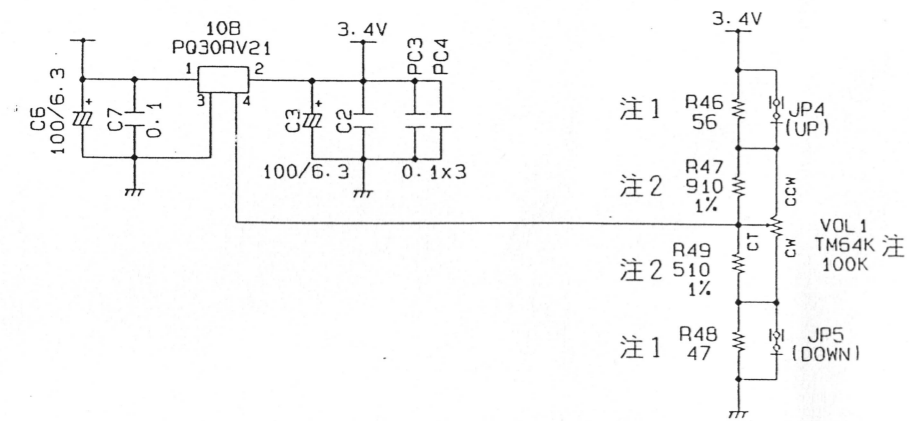 10B
PQ30RV21
1
2
3
4
C6
100/6.3
+
C7
0.1
3.4V
C3
+
100/6.3
C2
PC3
PC4
0.1x3
3.4V
注1
R46
56
JP4
(UP)
注2
R47
910
1%
CCW
CT
CW
VOL1
TM54K 注
100K
注2
R49
510
1%
注1
R48
47
JP5
(DOWN)